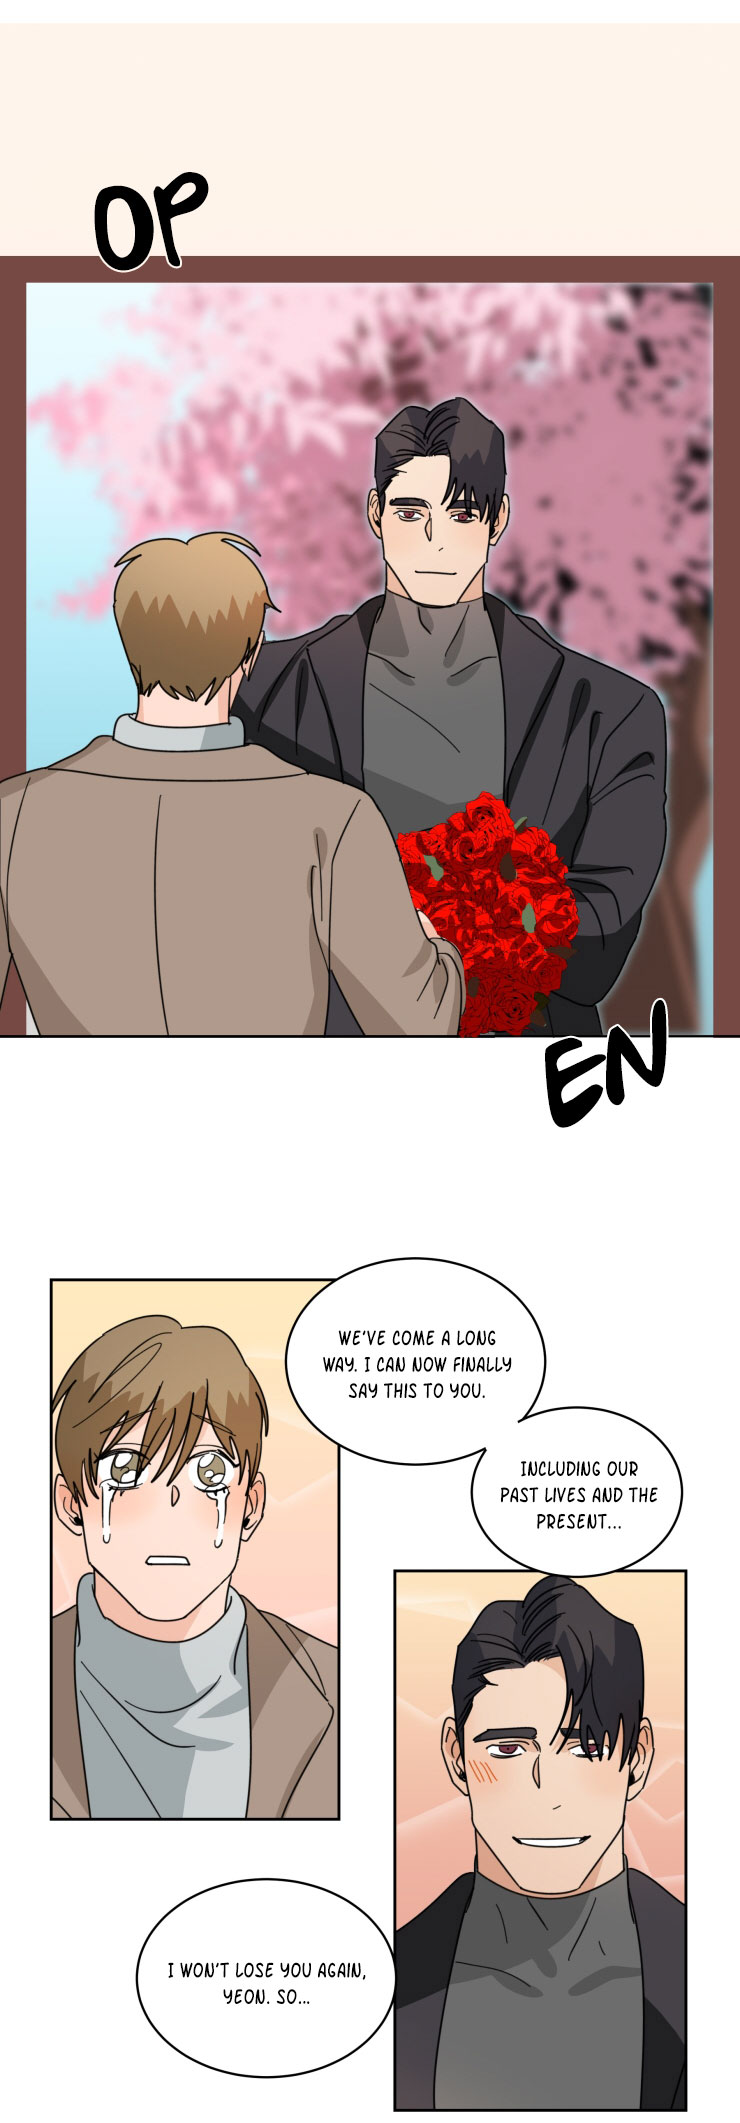 OP
EN
WE'VE COME A LONG
WAY. I CAN NOW FINALLY
SAY THIS TO YOU.
INCLUDING OUR
PAST LIVES AND THE
PRESENT...
I WON'T LOSE YOU AGAIN,
YEON. SO...